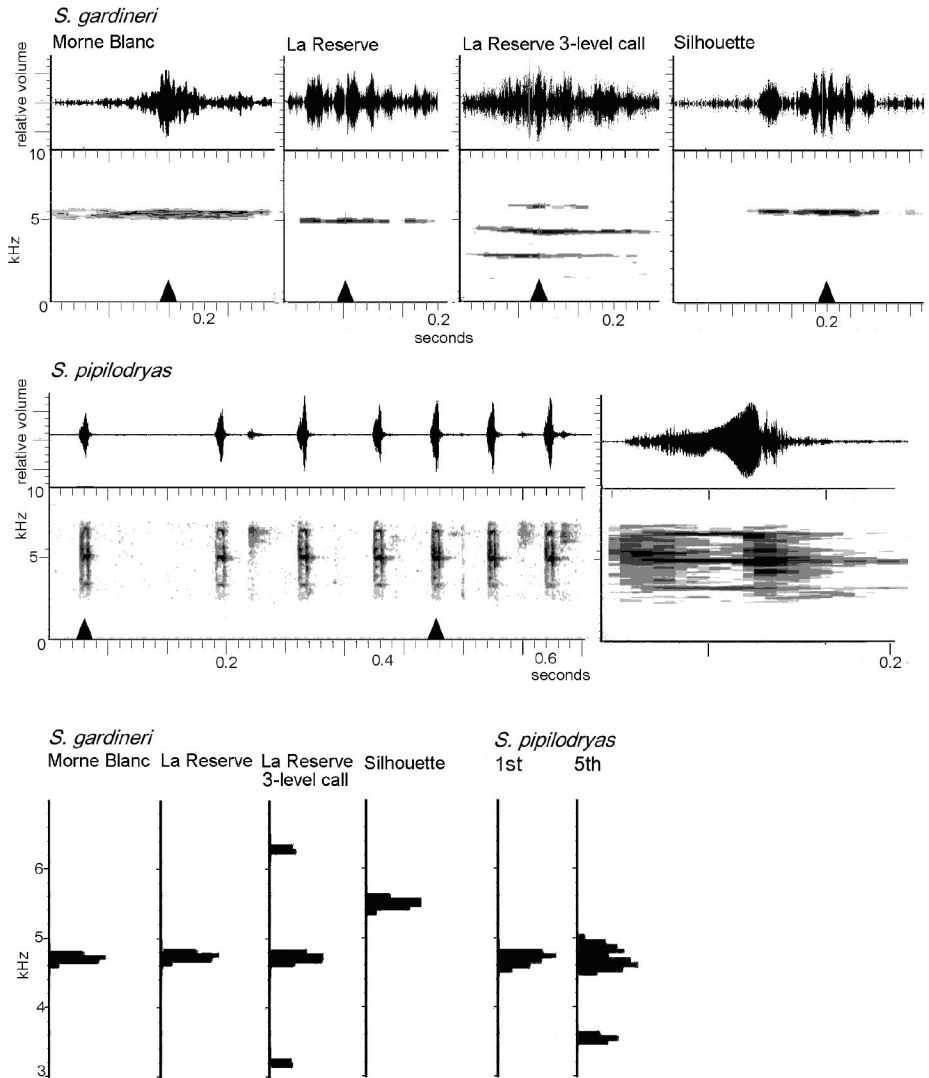 S. gardineri
Morne Blanc
La Reserve
La Reserve 3-level call
Silhouette
relative volume
10
5
kHz
0
0.2
0.2
0.2
0.2
seconds
S. pipilodryas
relative volume
10
kHz
5
0
0.2
0.4
0.6
0.2
seconds
S. gardineri
S. pipilodryas
Morne Blanc
La Reserve
La Reserve
3-level call
Silhouette
1st
5th
6
5
kHz
4
3